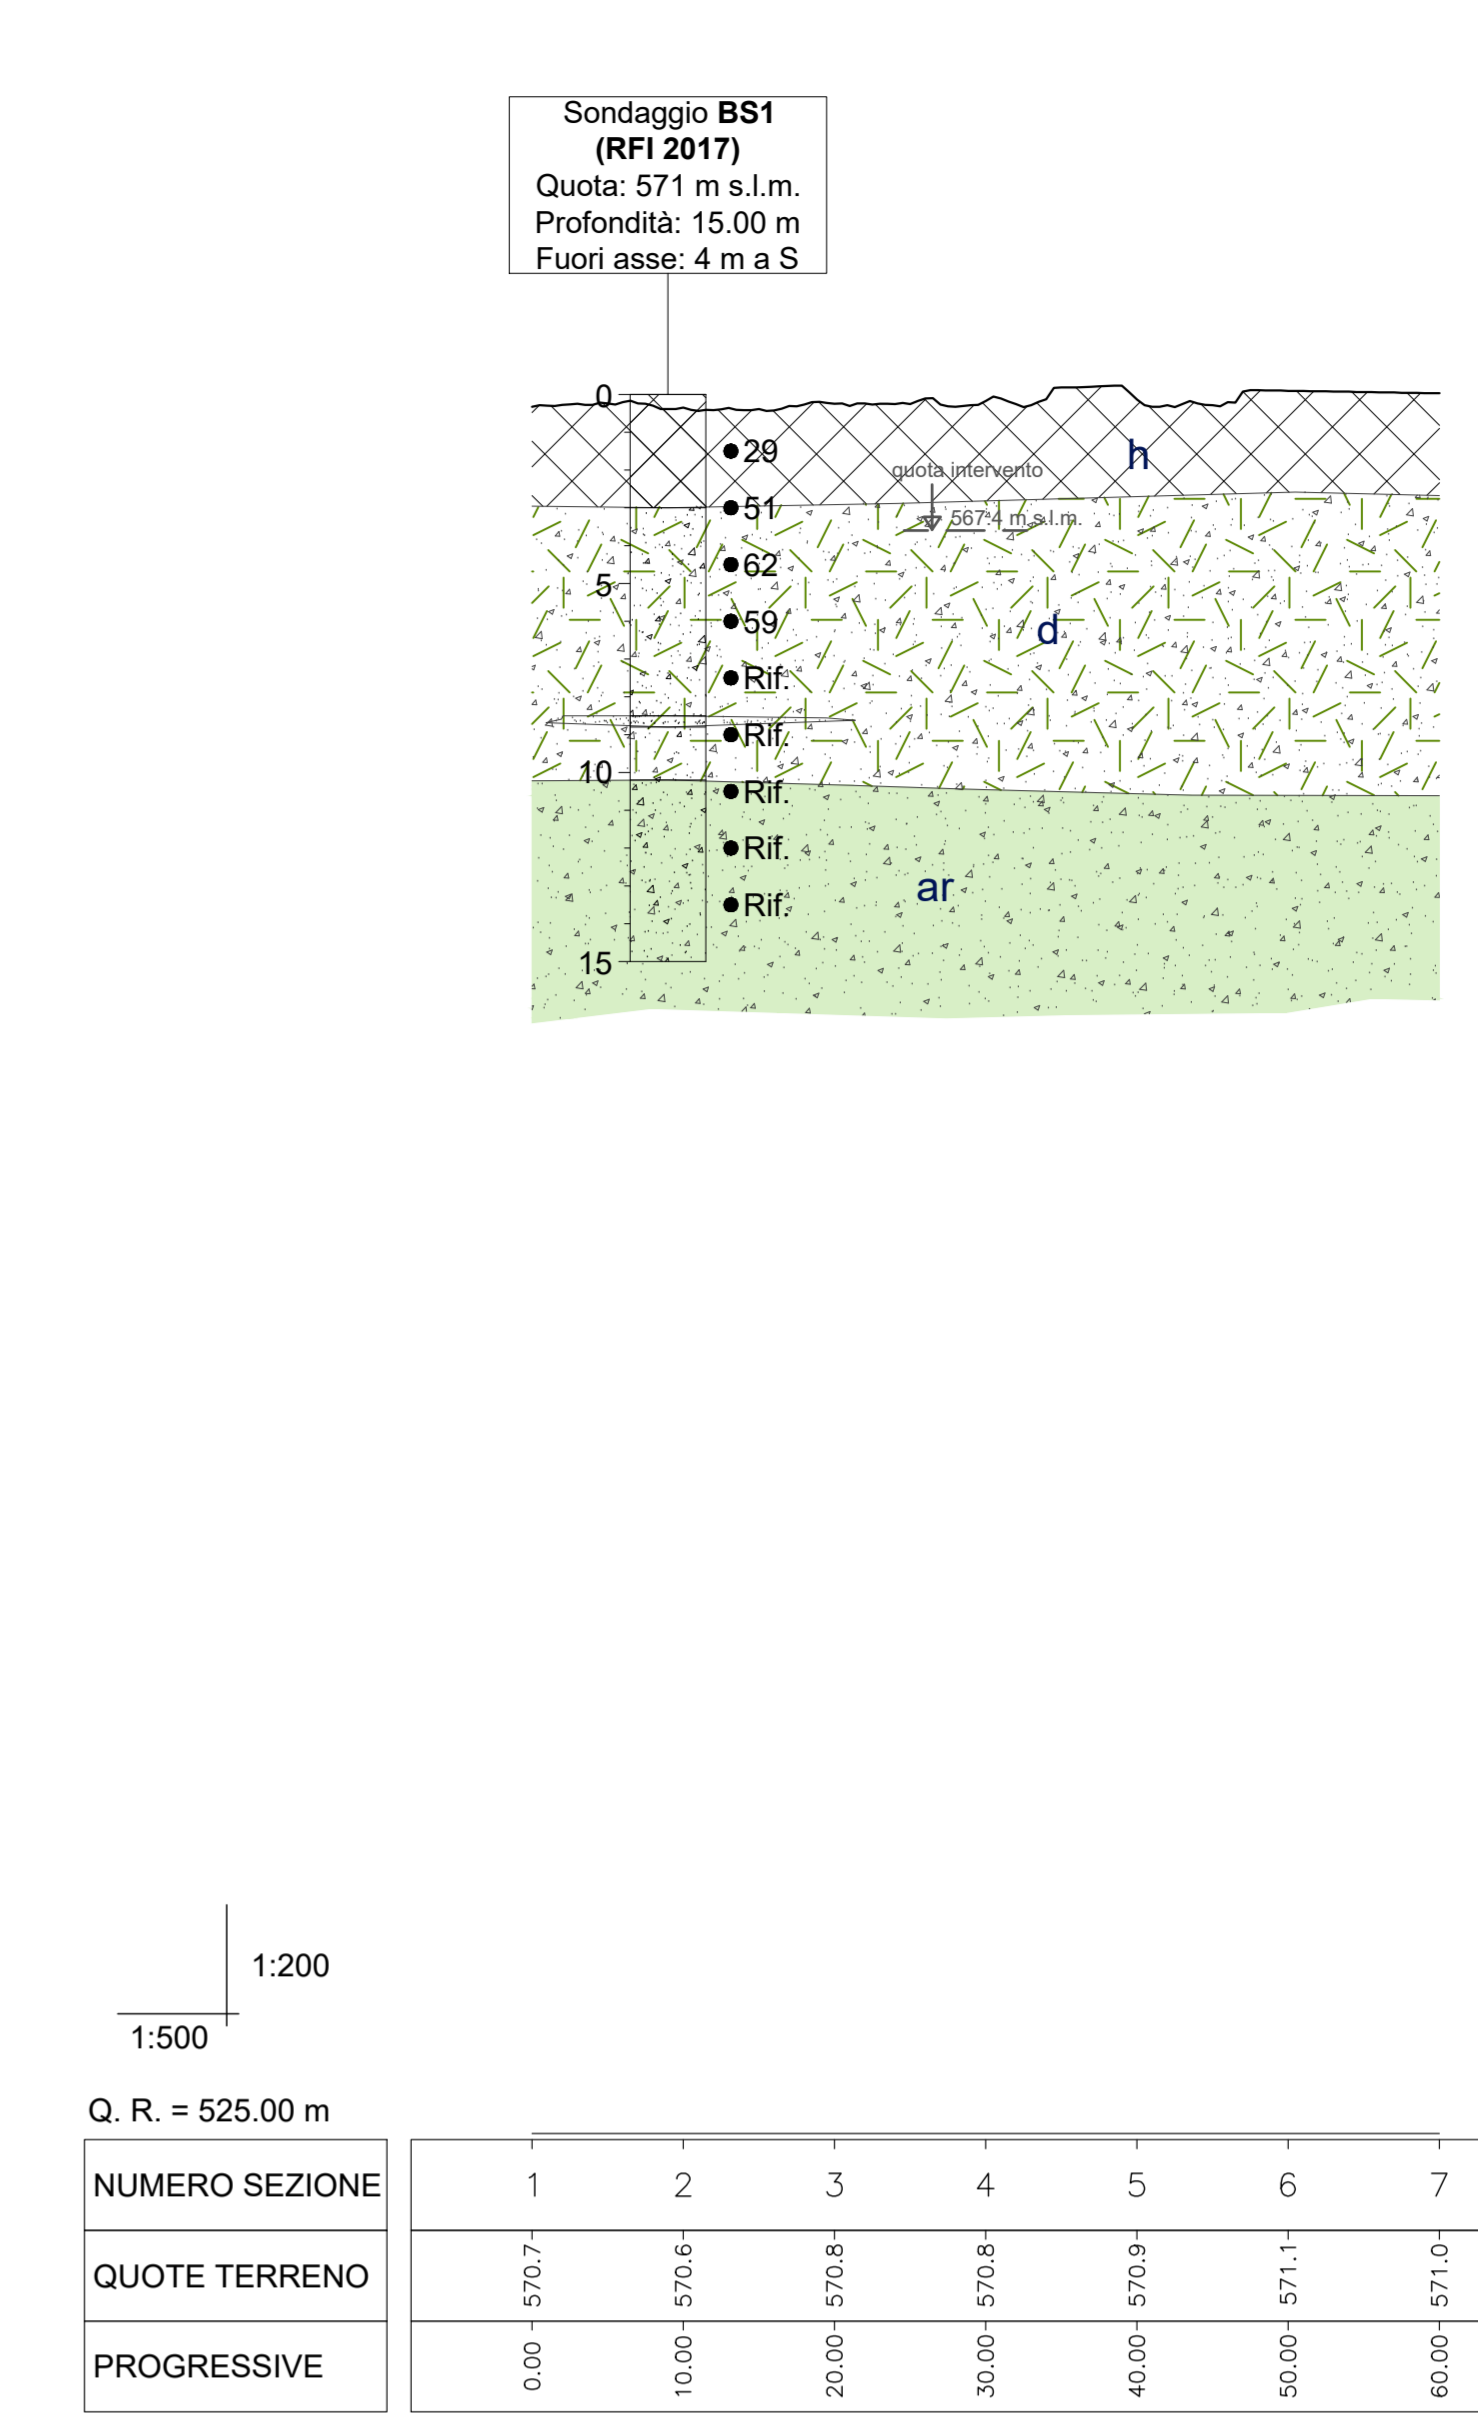 Sondaggio BS1
(RFI 2017)
Quota: 571 m s.l.m.
Profondità: 15.00 m
Fuori asse: 4 m a S
0
29
h
quota intervento
51
567.4 m s.l.m.
62
5
59
d
Rif.
Rif.
10
Rif.
Rif.
ar
Rif.
15
1:200
1:500
Q. R. = 525.00 m
NUMERO SEZIONE 1 2 3 4 5 6 7
QUOTE TERRENO 570.7 570.6 570.8 570.8 570.9 571.1 571.0
PROGRESSIVE 0.00 10.00 20.00 30.00 40.00 50.00 60.00